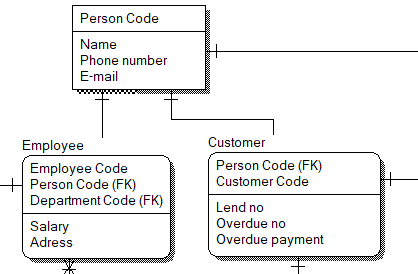 Person Code
Name
Phone number
E-mail
Employee
Employee Code
Person Code (FK)
Department Code (FK)
Salary
Adress
Customer
Person Code (FK)
Customer Code
Lend no
Overdue no
Overdue payment